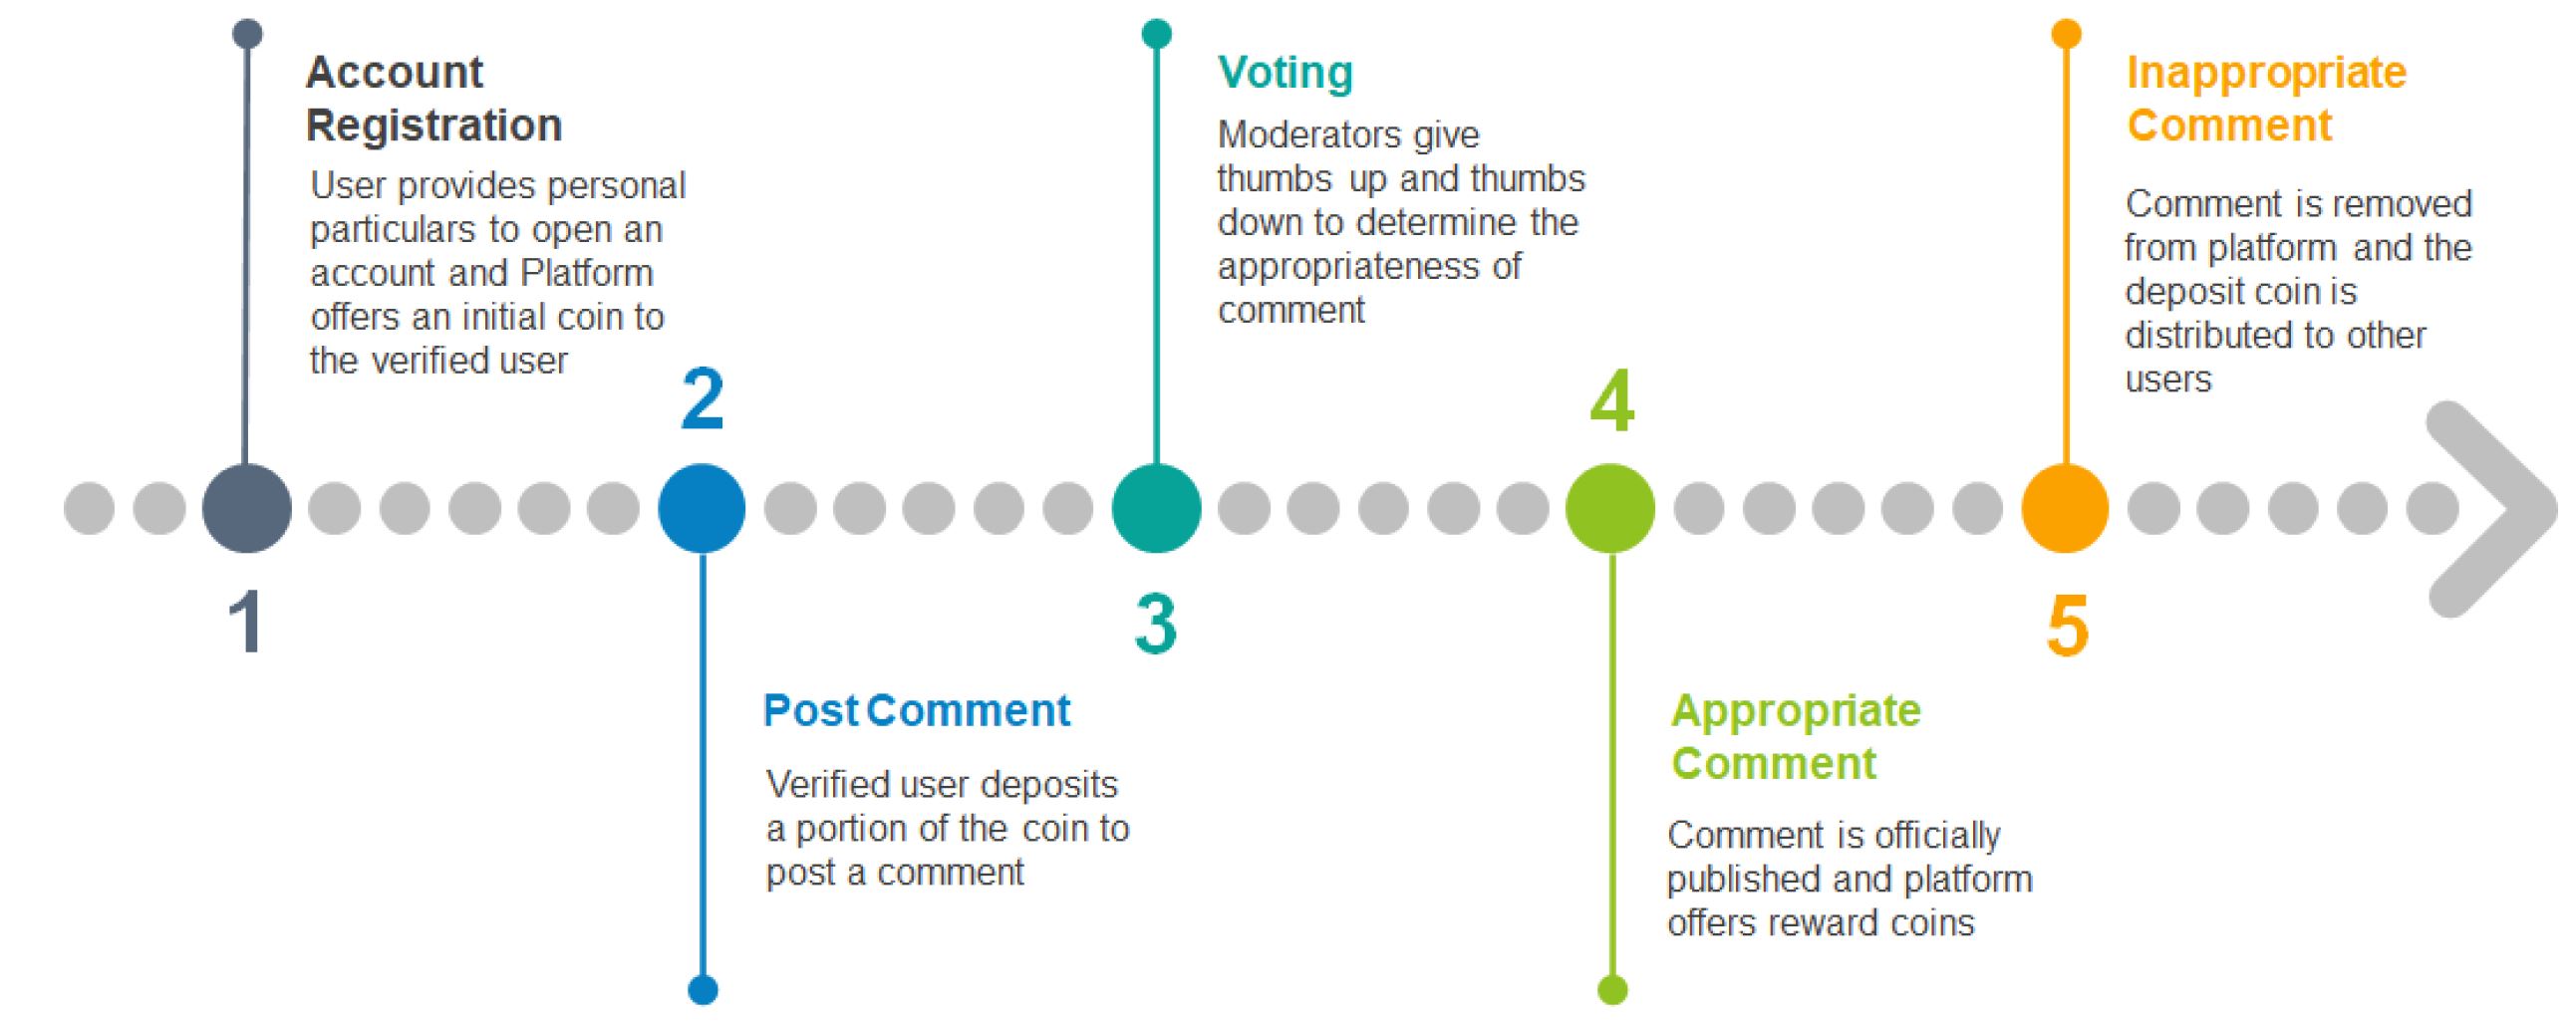 Account
Registration
User provides personal
particulars to open an
account and Platform
offers an initial coin to
the verified user
1
2
Post Comment
Verified user deposits
a portion of the coin to
post a comment
Voting
Moderators give
thumbs up and thumbs
down to determine the
appropriateness of
comment
3
4
Appropriate
Comment
Comment is officially
published and platform
offers reward coins
Inappropriate
Comment
Comment is removed
from platform and the
deposit coin is
distributed to other
users
5